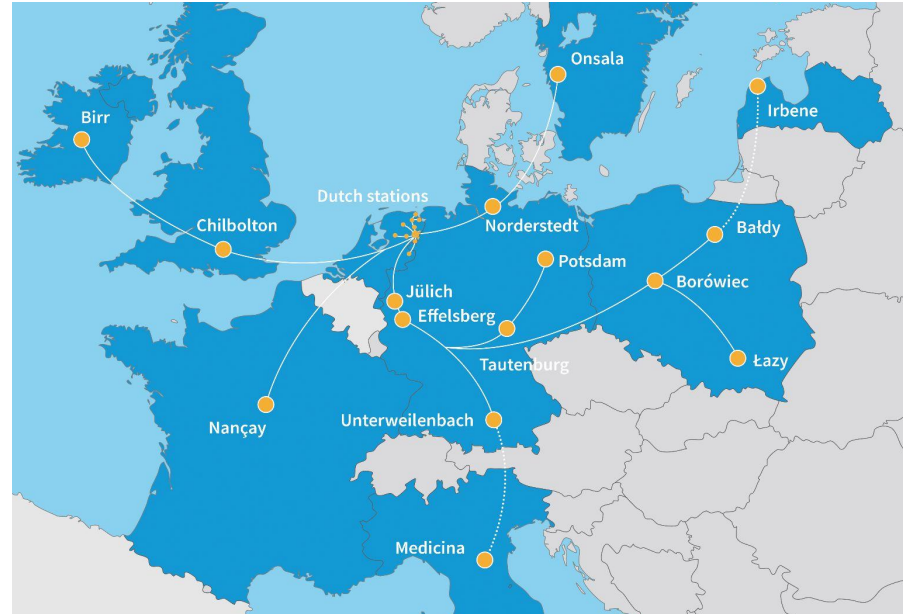 Onsala
Irbene
Birr
Dutch stations
Chilbolton
Norderstedt
Bałdy
Potsdam
Borówiec
Jülich
Effelsberg
Tautenburg
Łazy
Nançay
Unterweilenbach
Medicina